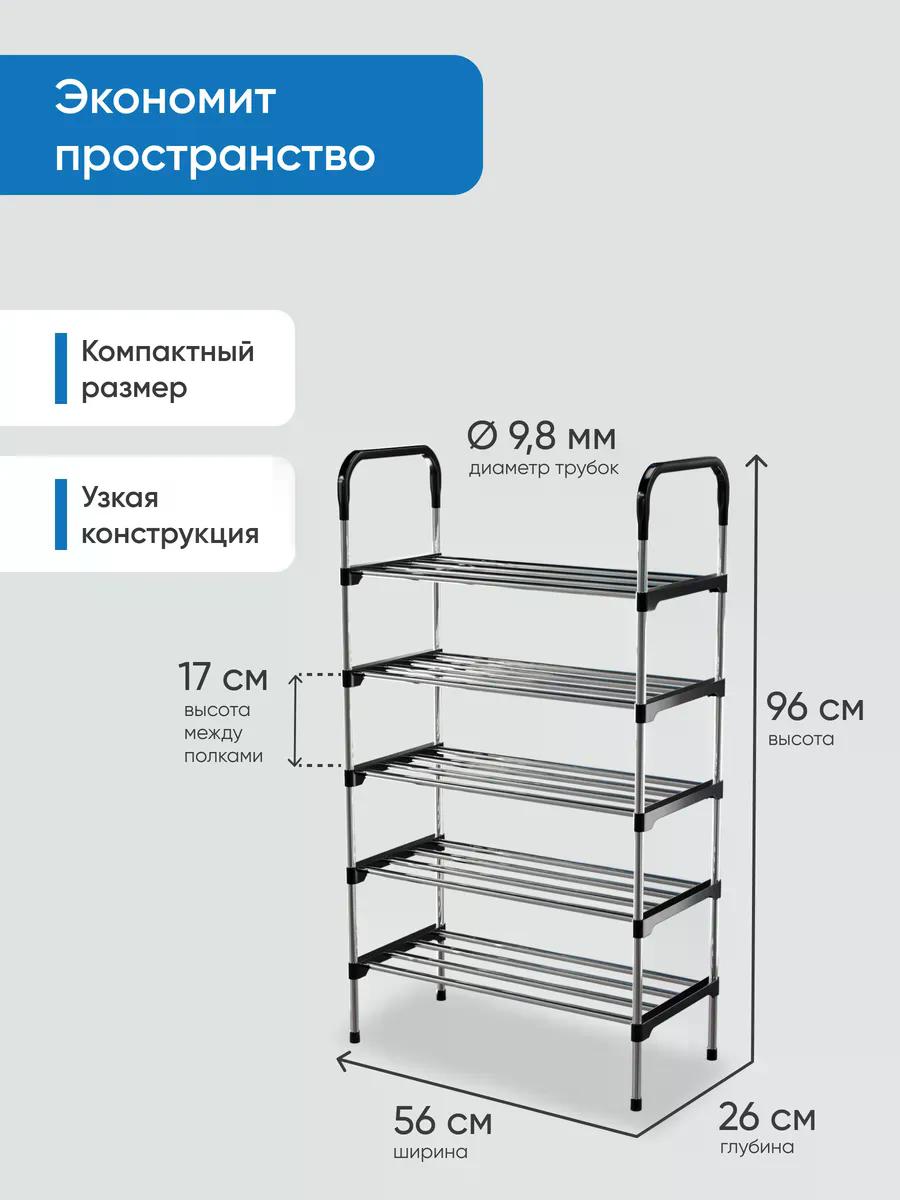 Экономит
пространство
Компактный
размер
Ø 9,8 мм
диаметр трубок
Узкая
конструкция
17 см
высота
между
полками
96 см
высота
56 см
ширина
26 см
глубина